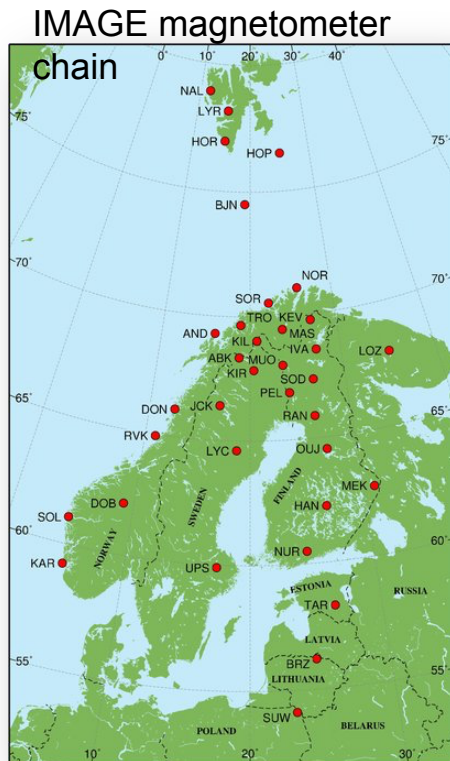 IMAGE magnetometer
chain
0° 10° 20° 30° 40°
NAL
75°
LYR
HOR
HOP
75°
BJN
70°
NOR
70°
SOR
TRO
KEV
AND
KIL
MAS
ABK
MUO
IVA
LOZ
KIR
SOD
PEL
65°
DON
JCK
RAN
65°
RVK
LYC
OUJ
FINLAND
MEK
SWEDEN
DOB
HAN
SOL
60°
NORWAY
60°
KAR
NUR
UPS
ESTONIA
RUSSIA
TAR
LATVIA
BRZ
55°
LITHUANIA
55°
SUW
POLAND
BELARUS
10° 20° 30°